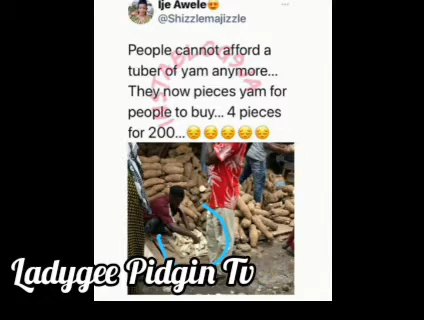 Ije Awele😍
@Shizzlemajizzle
People cannot afford a
tuber of yam anymore...
They now pieces yam for
people to buy... 4 pieces
for 200...😔😔😔😔😔
Ladygee Pidgin Tv